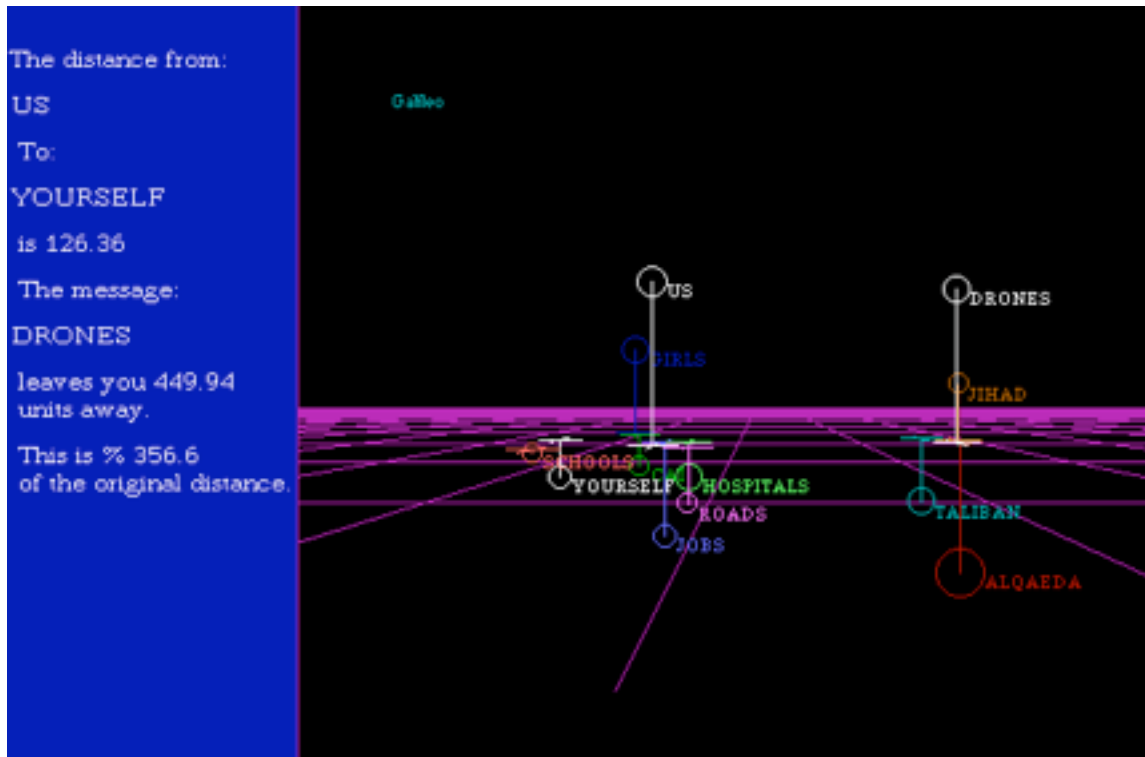 The distance from:
US
To:
YOURSELF
is 126.36
The message:
DRONES
leaves you 449.94
units away.
This is % 356.6
of the original distance.
Galileo
US
DRONES
GIRLS
JIHAD
SCHOOLS
YOURSELF
HOSPITALS
ROADS
TALIBAN
JOBS
ALQAEDA